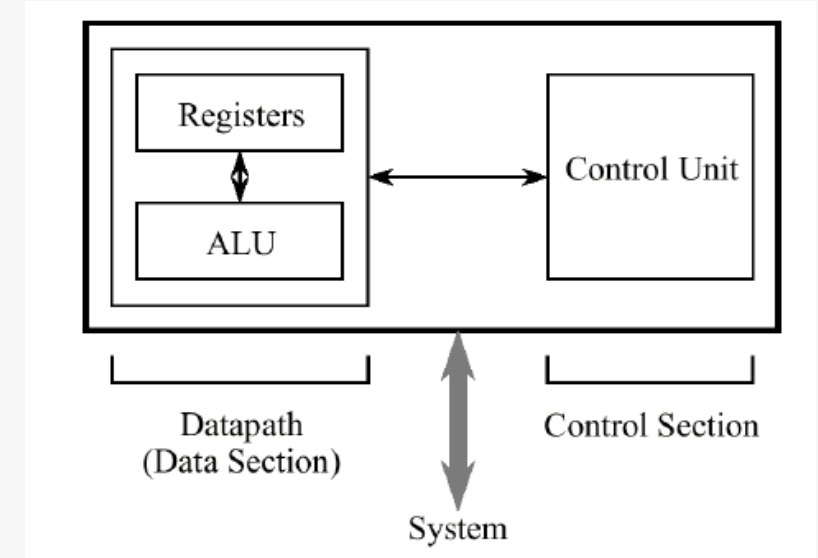 Registers
ALU
Control Unit
Datapath
(Data Section)
Control Section
System